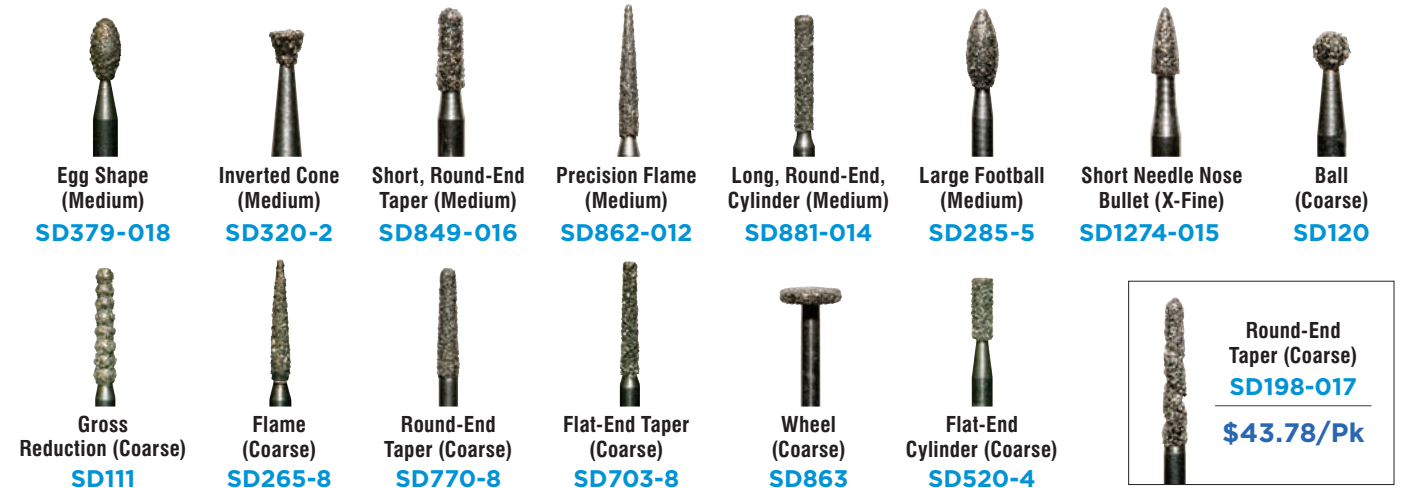 Egg Shape
(Medium)
SD379-018
Inverted Cone
(Medium)
SD320-2
Short, Round-End
Taper (Medium)
SD849-016
Precision Flame
(Medium)
SD862-012
Long, Round-End,
Cylinder (Medium)
SD881-014
Large Football
(Medium)
SD285-5
Short Needle Nose
Bullet (X-Fine)
SD1274-015
Ball
(Coarse)
SD120
Gross
Reduction (Coarse)
SD111
Flame
(Coarse)
SD265-8
Round-End
Taper (Coarse)
SD770-8
Flat-End Taper
(Coarse)
SD703-8
Wheel
(Coarse)
SD863
Flat-End
Cylinder (Coarse)
SD520-4
Round-End
Taper (Coarse)
SD198-017
$43.78/Pk